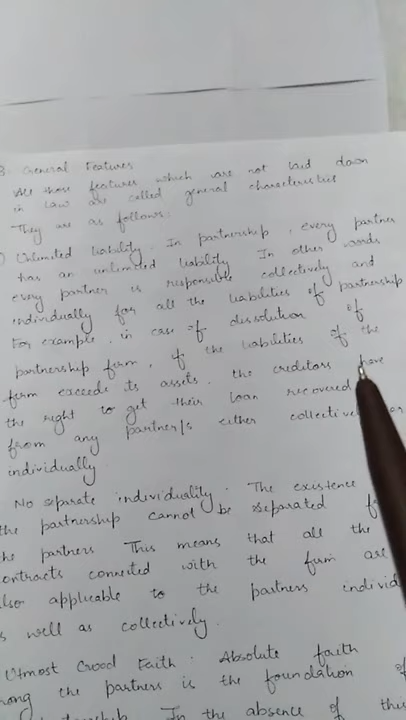 B. General Features
All those features which are not laid down
in law are called general characteristics
They are as follows.
Unlimited liability. In partnership, every partner
has an unlimited liability In other words
every partner is responsible collectively and
individually for all the liabilities of partnership
For example, in case of dissolution of
partnership firm, if the liabilities of the
firm exceeds its assets, the creditors have
the right to get their loan recovered
from any partner/s either collectively or
individually
No separate individuality. The existence
the partnership cannot be separated
the partners This means that all the
contracts connected with the firm are
also applicable to the partners individ
as well as collectively.
Utmost Good Faith. Absolute faith
among the partners is the foundation of
In the absence of this